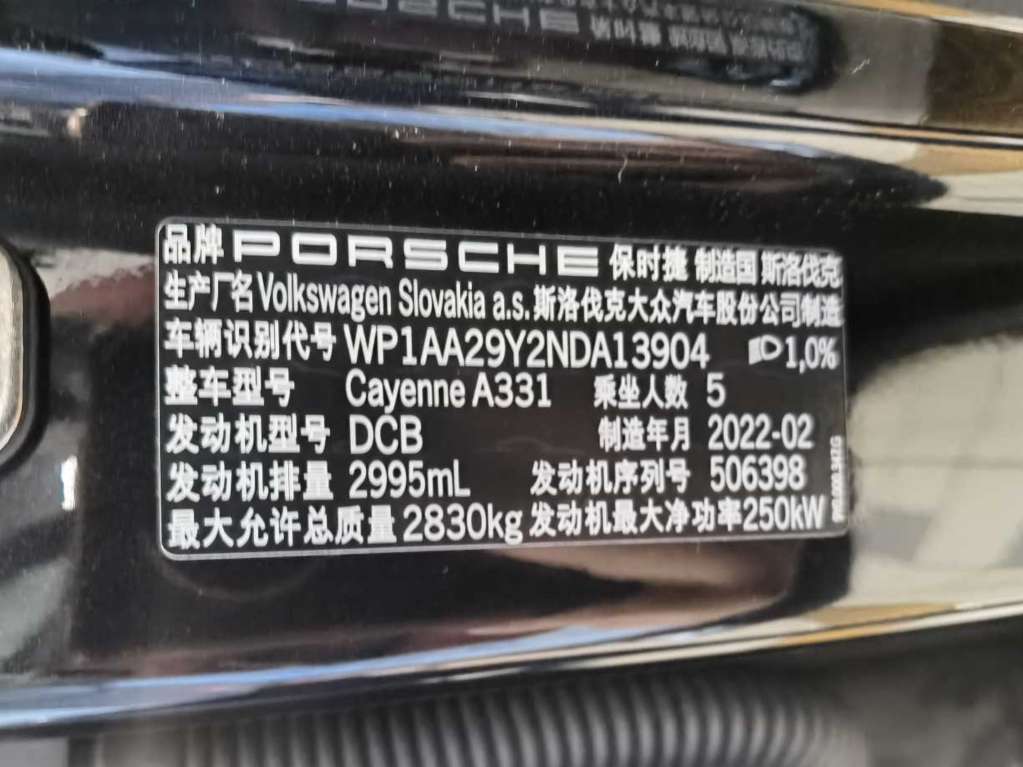 品牌 PORSCHE 保时捷 制造国 斯洛伐克
生产厂名 Volkswagen Slovakia a.s. 斯洛伐克大众汽车股份公司制造
车辆识别代号 WP1AA29Y2NDA13904 1,0%
整车型号 Cayenne A331 乘坐人数 5
发动机型号 DCB 制造年月 2022-02
发动机排量 2995mL 发动机序列号 506398
最大允许总质量 2830kg 发动机最大净功率 250kW